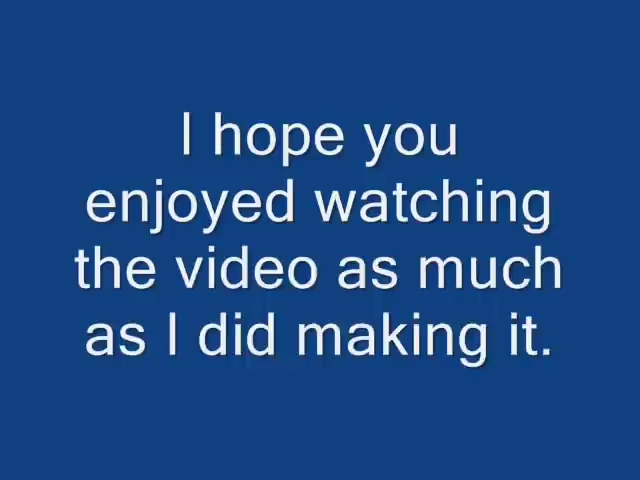 I hope you
enjoyed watching
the video as much
as I did making it.